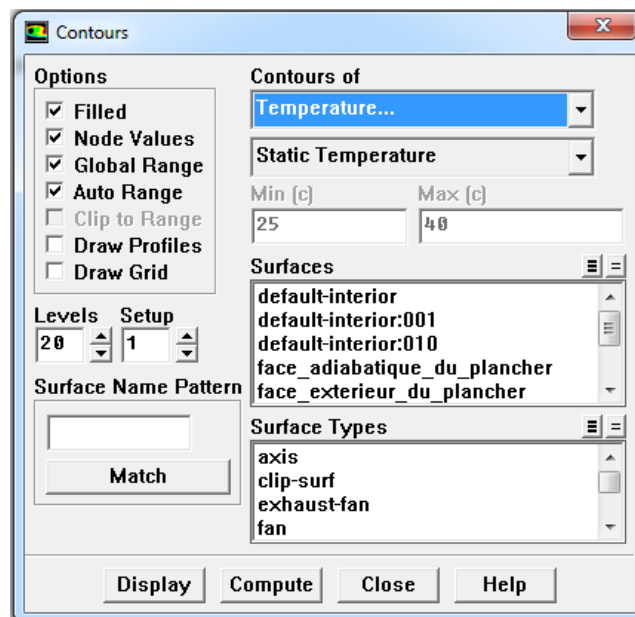 Contours
Options
Filled
Node Values
Global Range
Auto Range
Clip to Range
Draw Profiles
Draw Grid
Levels Setup
20 1
Surface Name Pattern
Match
Contours of
Temperature...
Static Temperature
Min (c) Max (c)
25 40
Surfaces
default-interior
default-interior:001
default-interior:010
face_adiabatique_du_plancher
face_exterieur_du_plancher
Surface Types
axis
clip-surf
exhaust-fan
fan
Display Compute Close Help